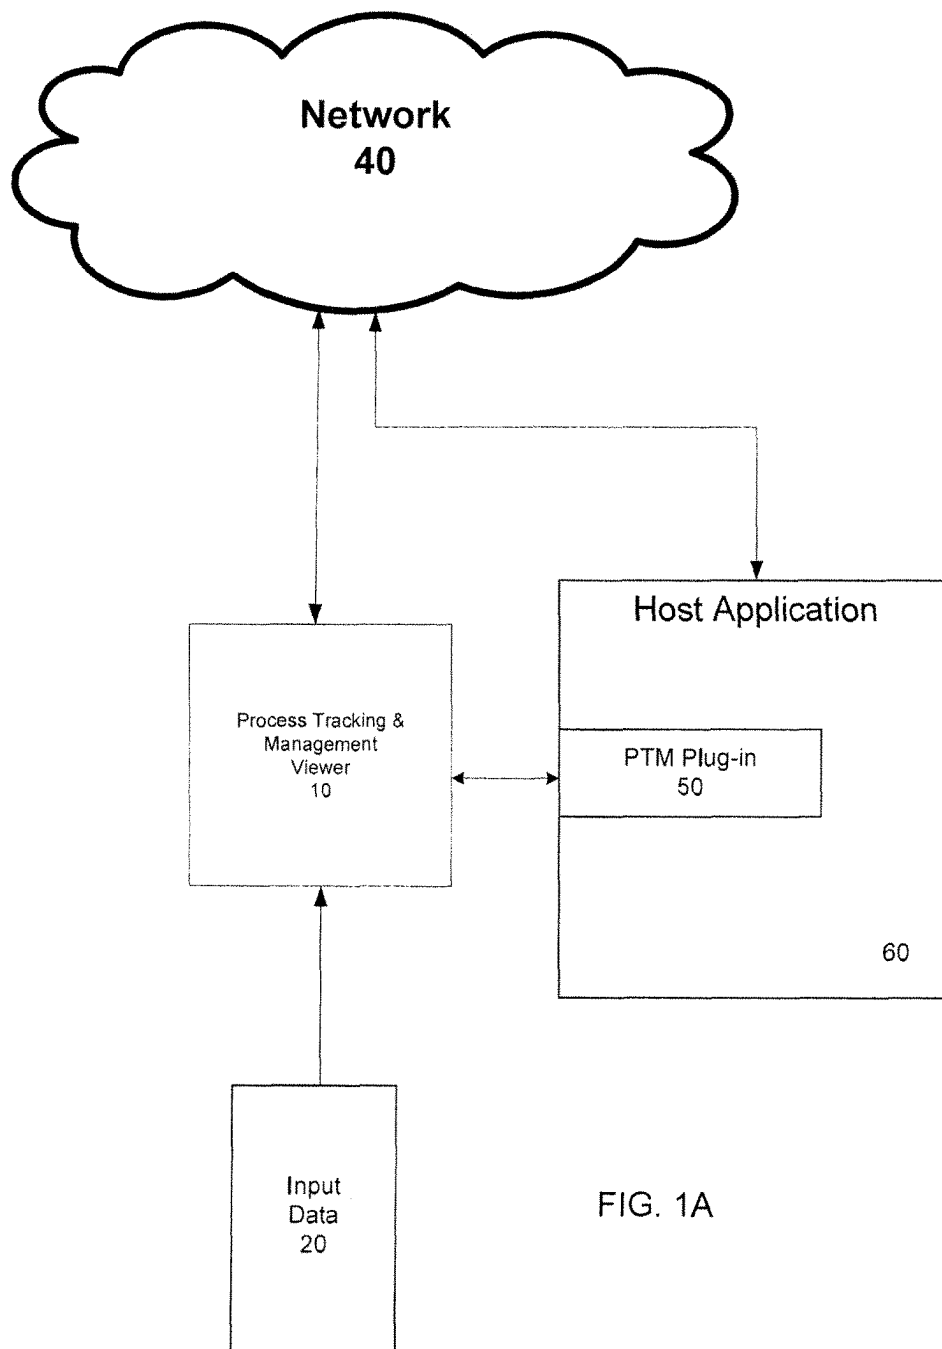 Network
40
Host Application
Process Tracking &
Management
Viewer
10
PTM Plug-in
50
60
Input
Data
20
FIG. 1A